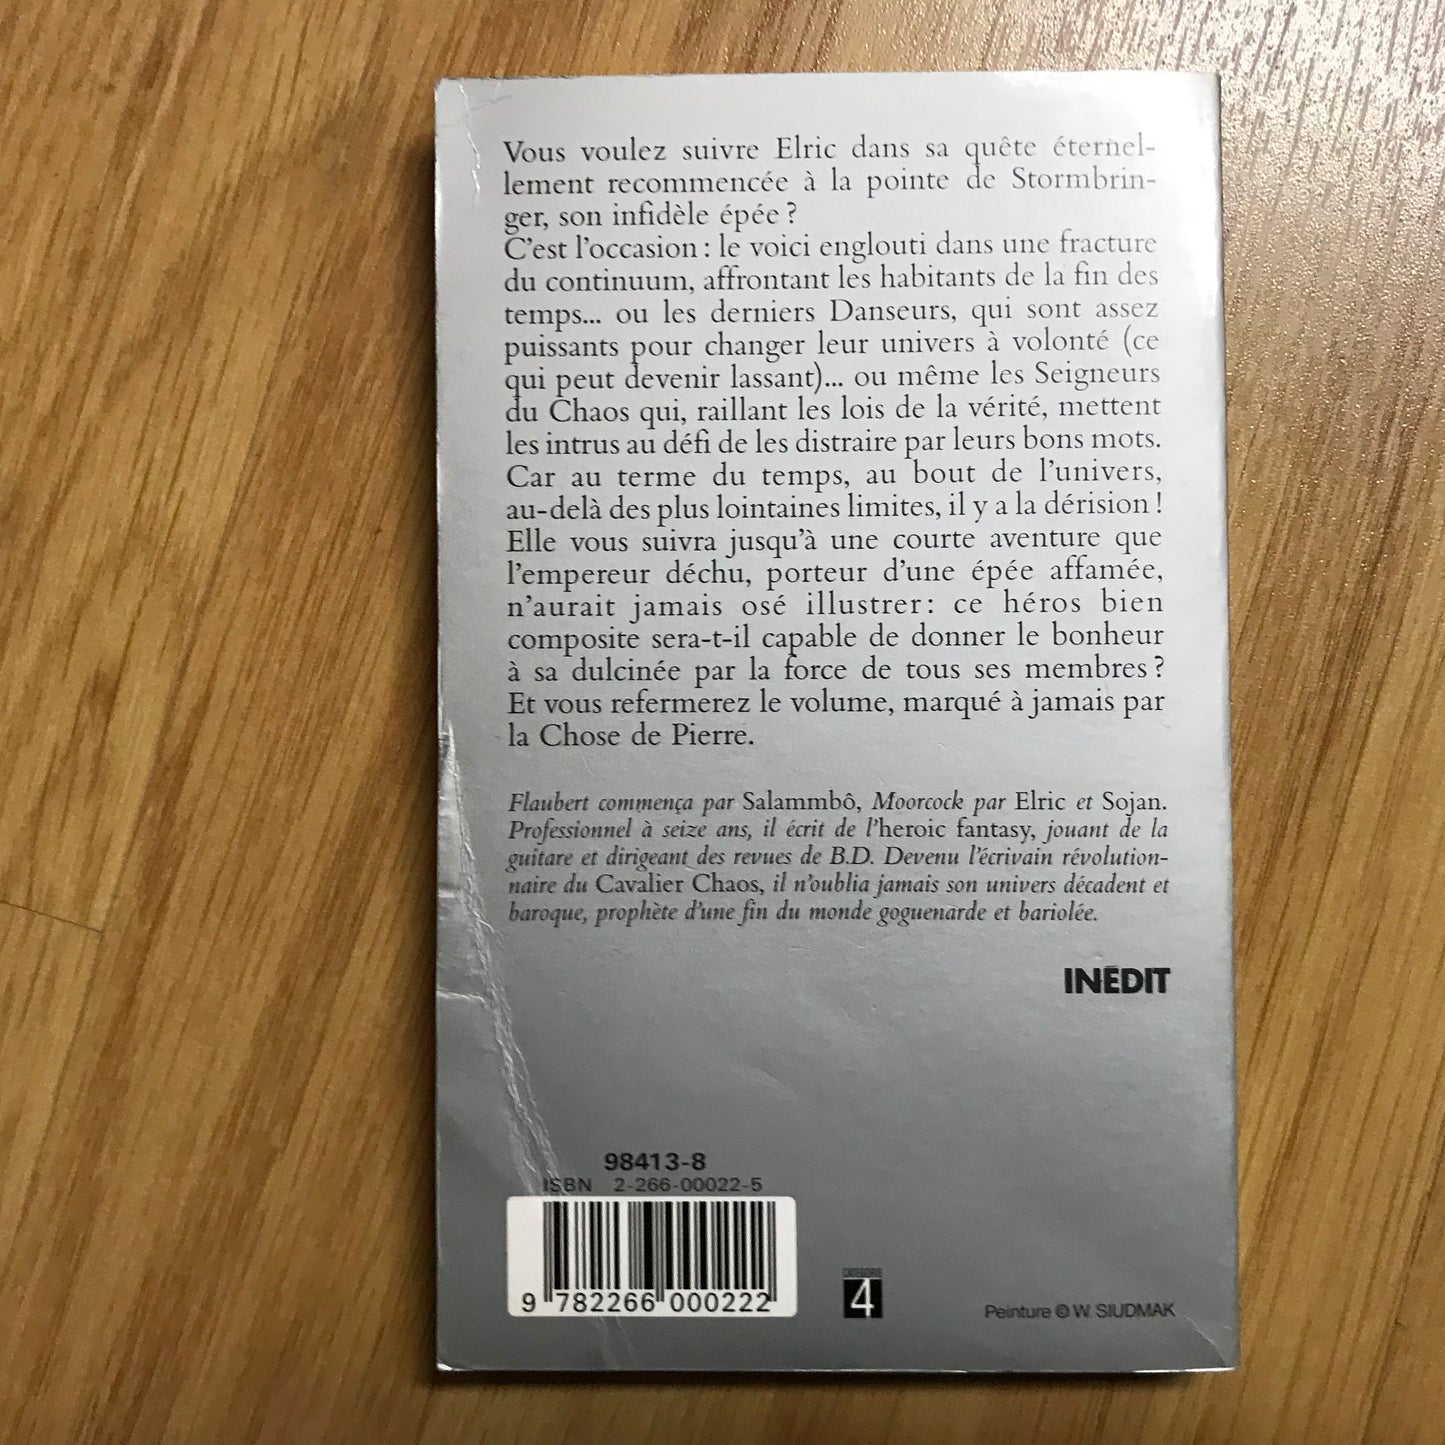 Vous voulez suivre Elric dans sa quête éternel-
lement recommencée à la pointe de Stormbrin-
ger, son infidèle épée ?
C'est l'occasion : le voici englouti dans une fracture
du continuum, affrontant les habitants de la fin des
temps... ou les derniers Danseurs, qui sont assez
puissants pour changer leur univers à volonté (ce
qui peut devenir lassant)... ou même les Seigneurs
du Chaos qui, raillant les lois de la vérité, mettent
les intrus au défi de les distraire par leurs bons mots.
Car au terme du temps, au bout de l'univers,
au-delà des plus lointaines limites, il y a la dérision !
Elle vous suivra jusqu'à une courte aventure que
l'empereur déchu, porteur d'une épée affamée,
n'aurait jamais osé illustrer : ce héros bien
composite sera-t-il capable de donner le bonheur
à sa dulcinée par la force de tous ses membres ?
Et vous refermerez le volume, marqué à jamais par
la Chose de Pierre.
Flaubert commença par Salammbô, Moorcock par Elric et Sojan.
Professionnel à seize ans, il écrit de l'heroic fantasy, jouant de la
guitare et dirigeant des revues de B.D. Devenu l'écrivain révolution-
naire du Cavalier Chaos, il n'oublia jamais son univers décadent et
baroque, prophète d'une fin du monde goguenarde et bariolée.
INÉDIT
98413-8
ISBN 2-266-00022-5
9 782266 000222
CATÉGORIE
4
Peinture © W. SIUDMAK